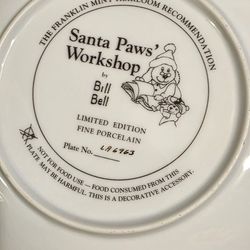 THE FRANKLIN MINT HEIRLOOM RECOMMENDATION
Santa Paws'
Workshop
by
Bill
Bell
LIMITED EDITION
FINE PORCELAIN
Plate No. LA6963
NOT FOR FOOD USE – FOOD CONSUMED FROM THIS
PLATE MAY BE HARMFUL. THIS IS A DECORATIVE ACCESSORY.